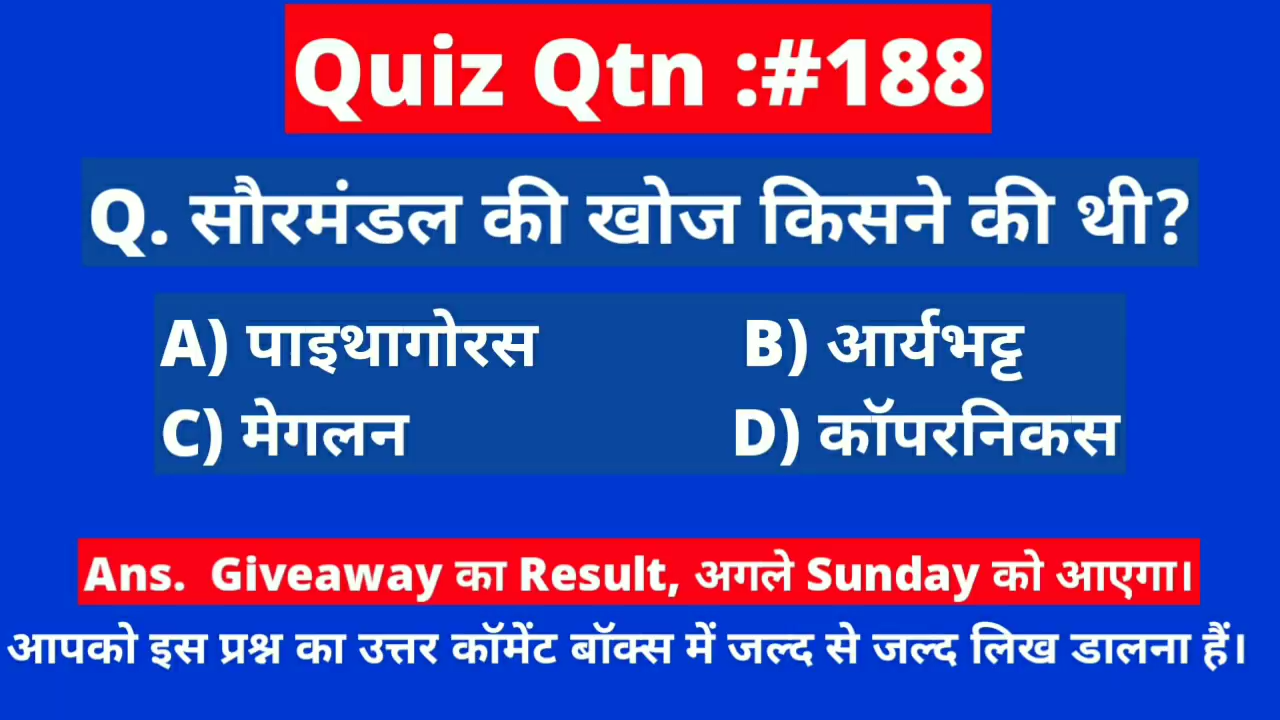 Quiz Qtn :#188
Q. सौरमंडल की खोज किसने की थी?
A) पाइथागोरस B) आर्यभट्ट
C) मेगलन D) कॉपरनिकस
Ans. Giveaway का Result, अगले Sunday को आएगा।
आपको इस प्रश्न का उत्तर कॉमेंट बॉक्स में जल्द से जल्द लिख डालना हैं।